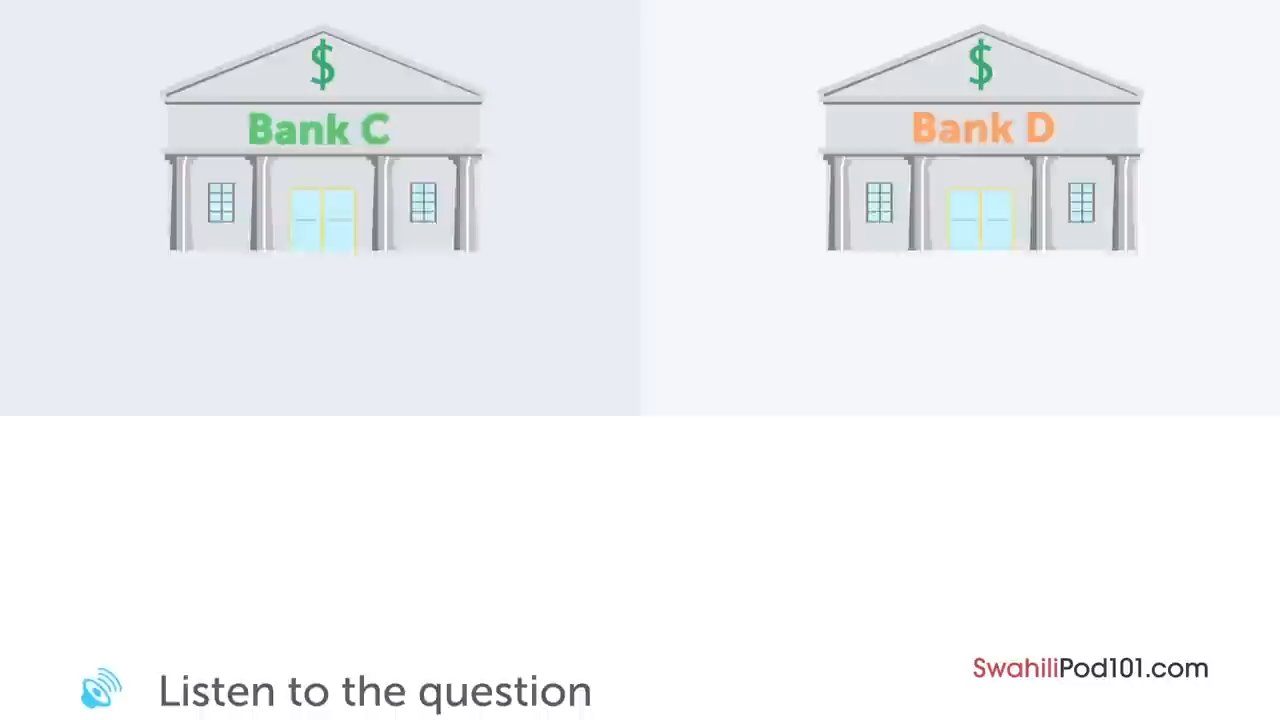 $
$
Bank C
Bank D
Listen to the question
SwahiliPod101.com